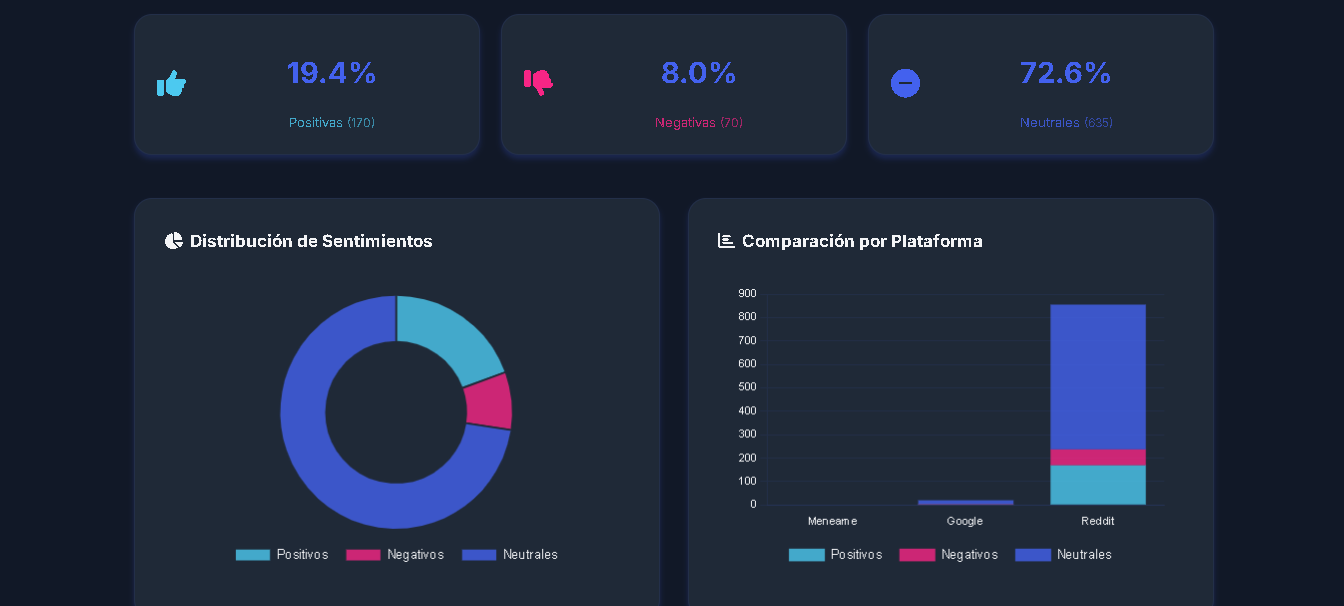 19.4%
Positivas (170)
8.0%
Negativas (70)
72.6%
Neutrales (635)
Distribución de Sentimientos
Positivos Negativos Neutrales
Comparación por Plataforma
900
800
700
600
500
400
300
200
100
0
Meneame Google Reddit
Positivos Negativos Neutrales